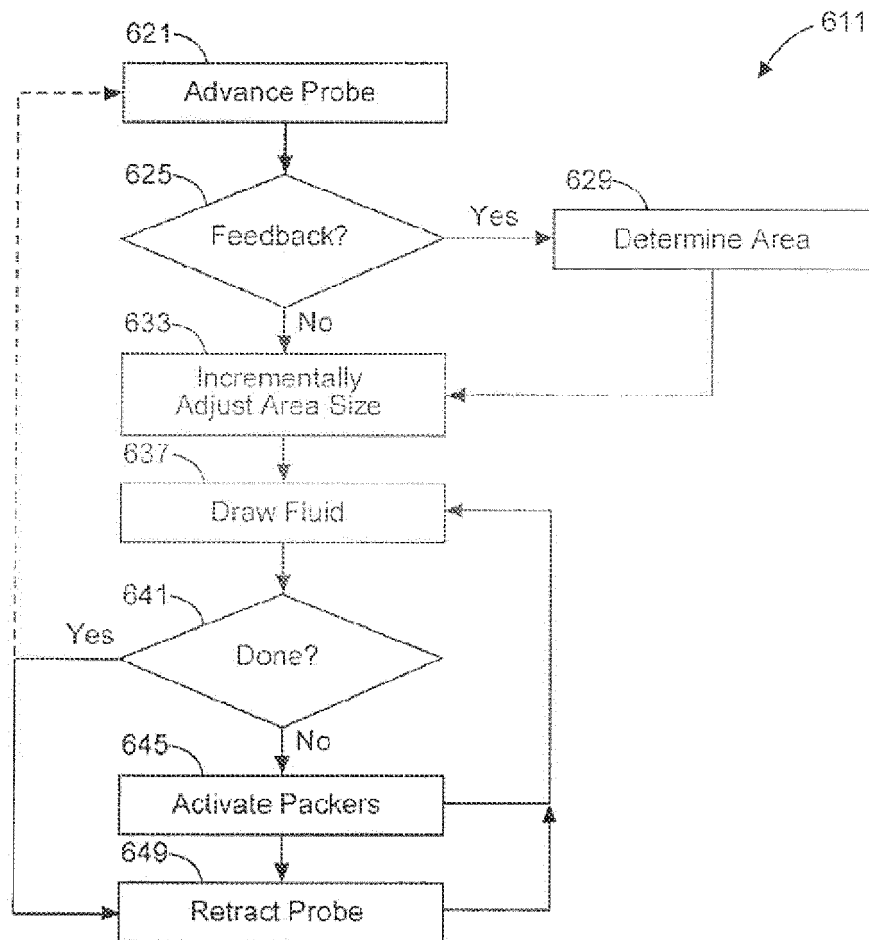 611
621
Advance Probe
625
Feedback?
Yes
629
Determine Area
No
633
Incrementally
Adjust Area Size
637
Draw Fluid
641
Yes
Done?
No
645
Activate Packers
649
Retract Probe